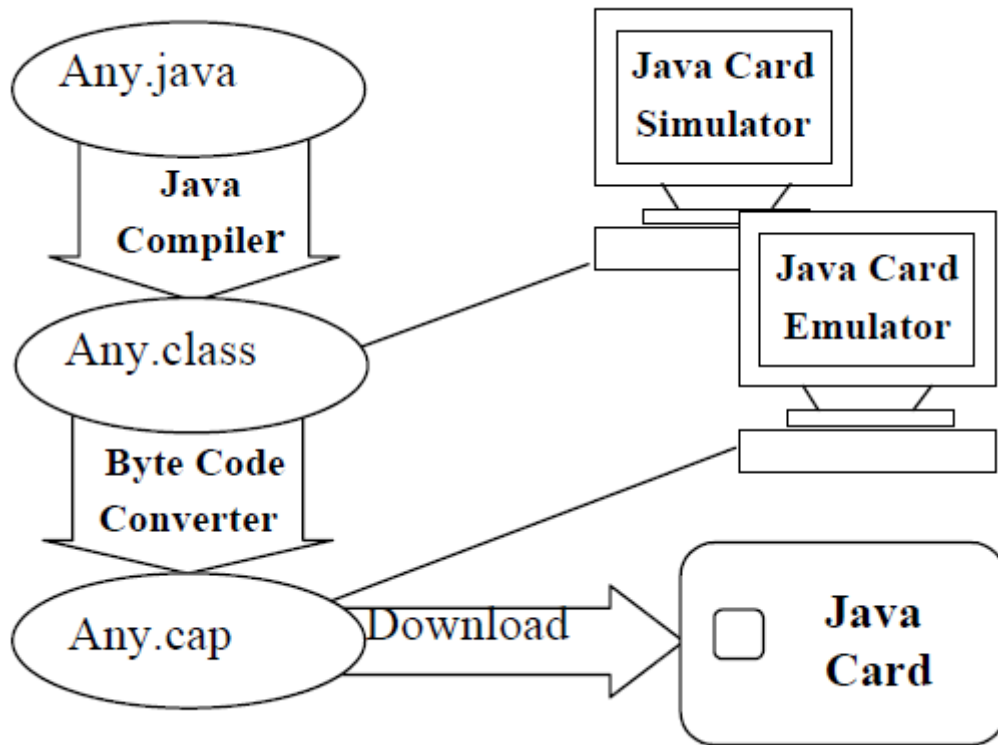 Any.java
Java
Compiler
Any.class
Byte Code
Converter
Any.cap
Download
Java Card
Simulator
Java Card
Emulator
Java
Card